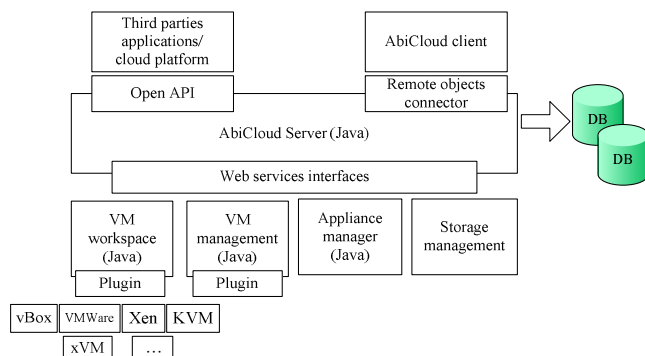 Third parties
applications/
cloud platform
AbiCloud client
Open API
Remote objects
connector
AbiCloud Server (Java)
DB
DB
Web services interfaces
VM
workspace
(Java)
Plugin
VM
management
(Java)
Plugin
Appliance
manager
(Java)
Storage
management
vBox
VMWare
Xen
KVM
xVM
...